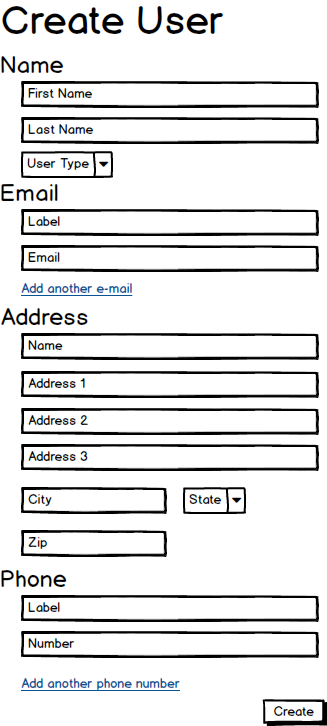 Create User
Name
First Name
Last Name
User Type
Email
Label
Email
Add another e-mail
Address
Name
Address 1
Address 2
Address 3
City State
Zip
Phone
Label
Number
Add another phone number
Create